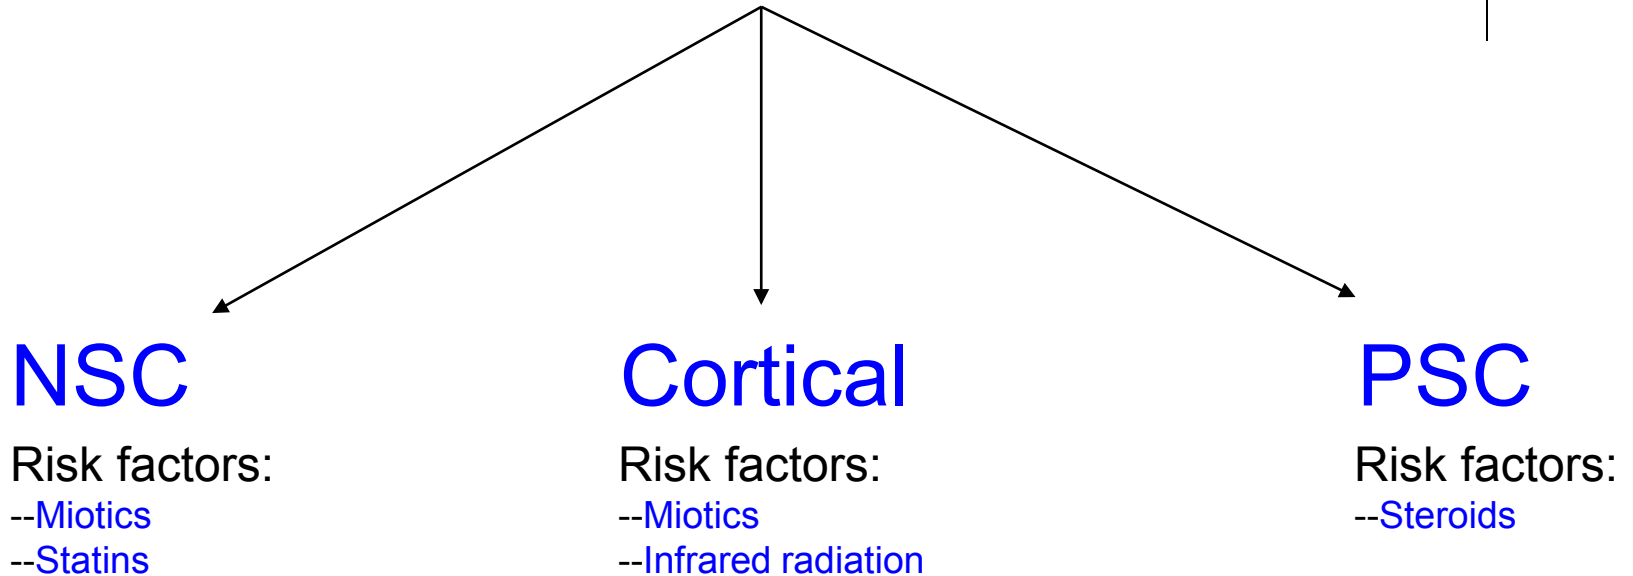 NSC
Risk factors:
--Miotics
--Statins
Cortical
Risk factors:
--Miotics
--Infrared radiation
PSC
Risk factors:
--Steroids